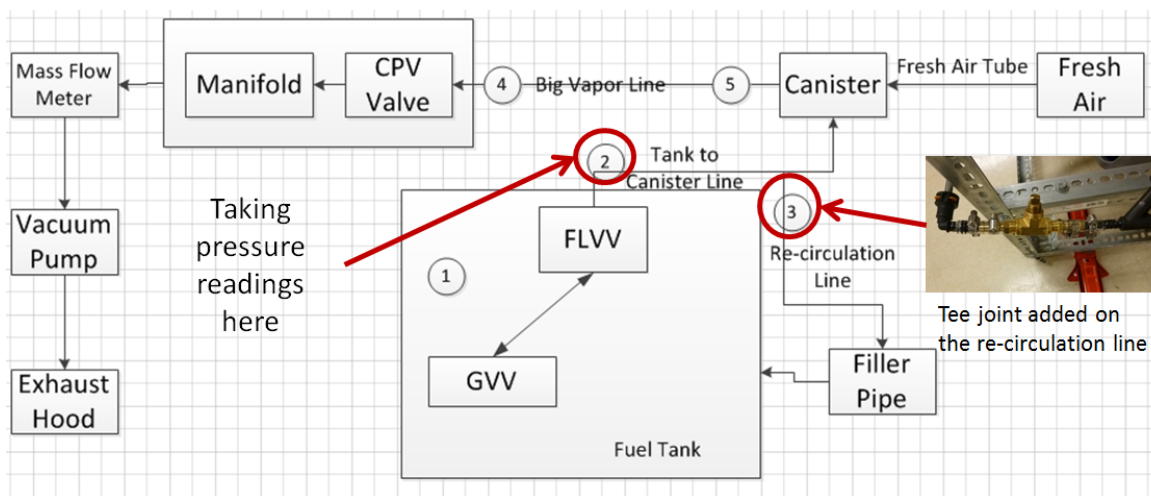 Mass Flow
Meter
Manifold
CPV
Valve
4
Big Vapor Line
5
Canister
Fresh Air Tube
Fresh
Air
2
Tank to
Canister Line
Taking
pressure
readings
here
Vacuum
Pump
FLVV
3
Re-circulation
Line
1
Tee joint added on
the re-circulation line
GVV
Filler
Pipe
Exhaust
Hood
Fuel Tank